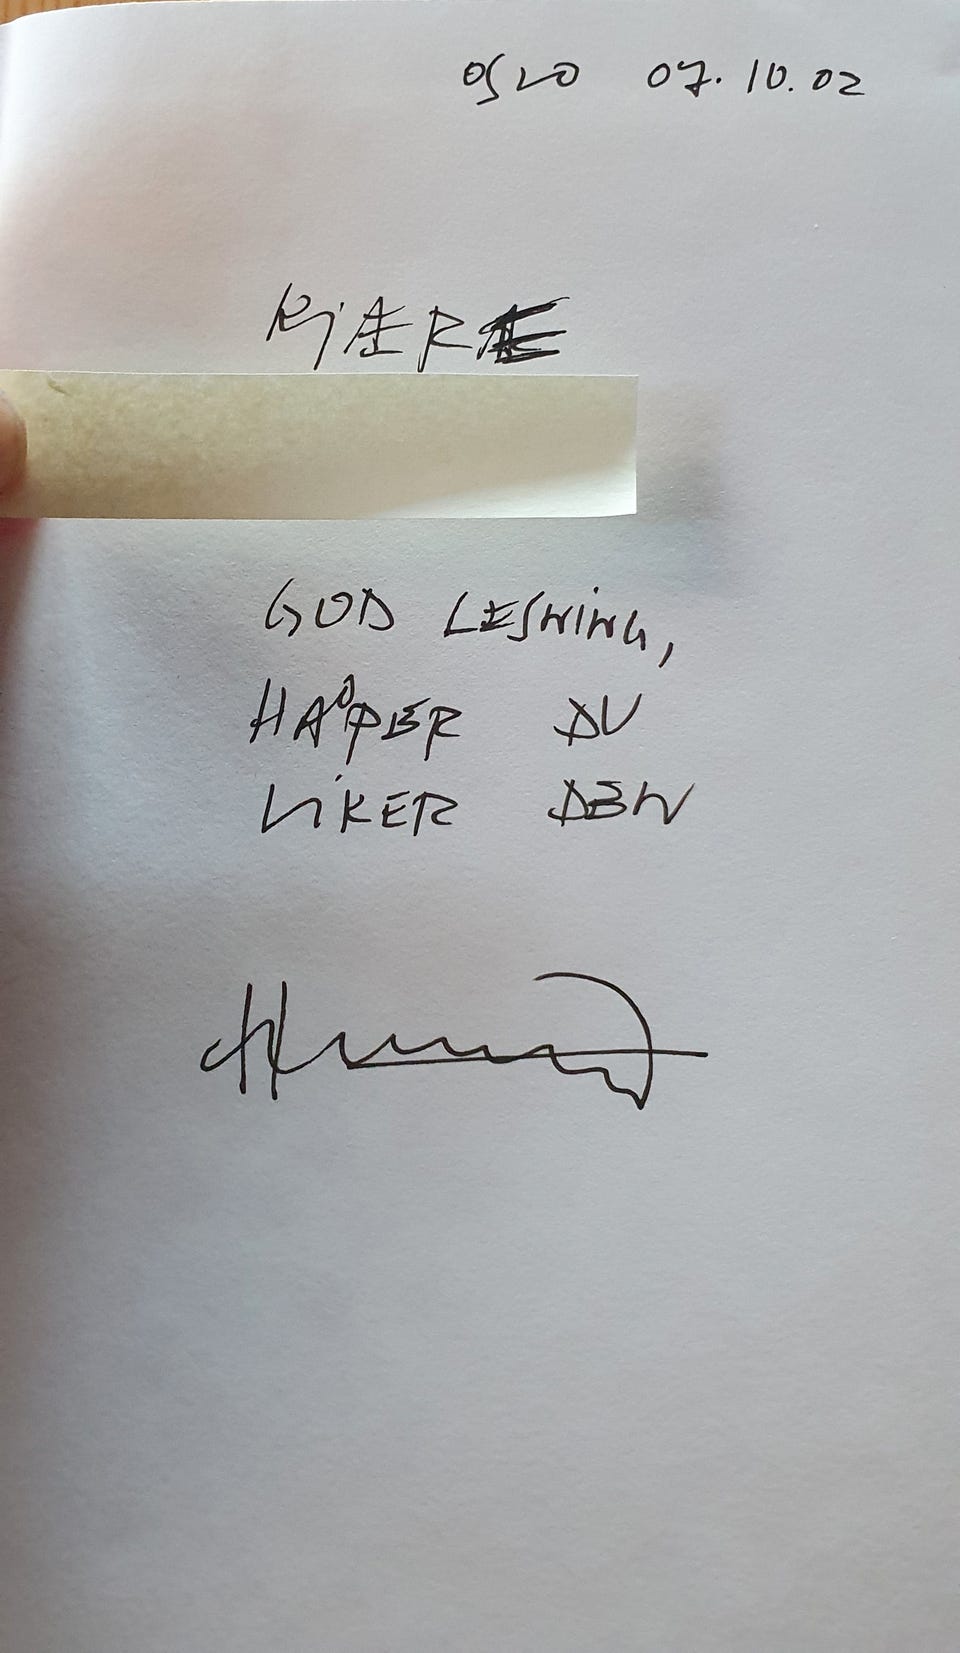 OSLO 07.10.02
KJÆRE
GOD LESNING,
HÅPER DU
LIKER DEN